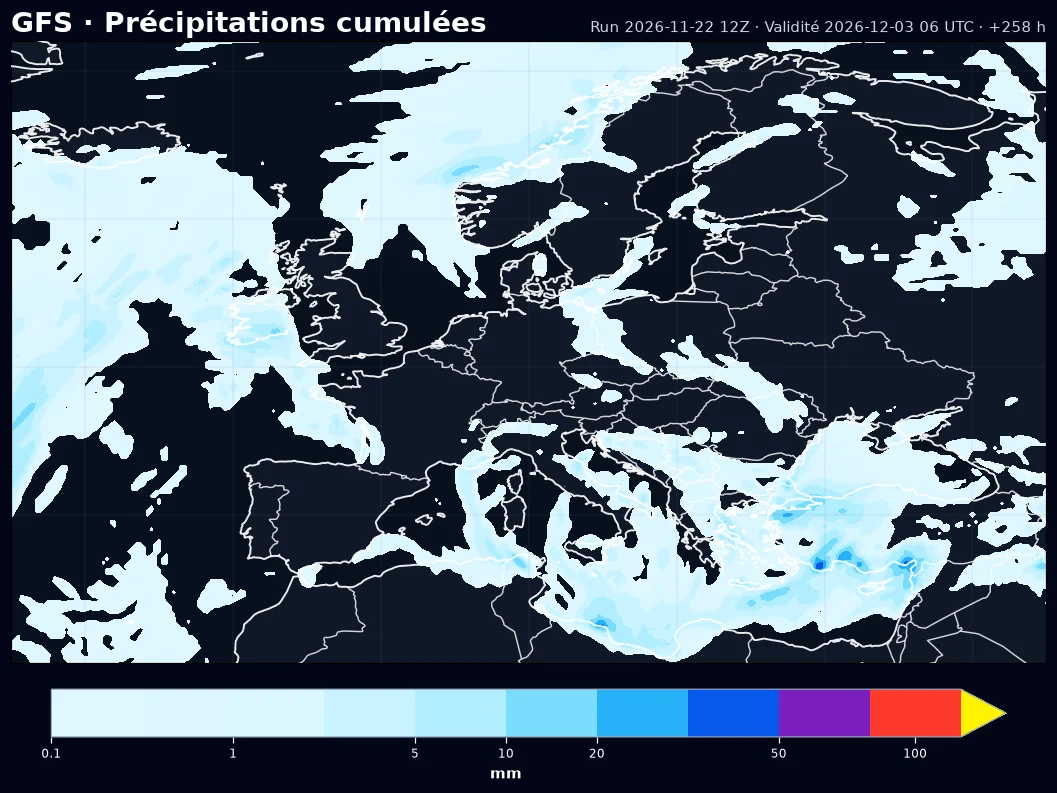 GFS · Précipitations cumulées
Run 2026-11-22 12Z · Validité 2026-12-03 06 UTC · +258 h
0.1 1 5 10 20 50 100
mm